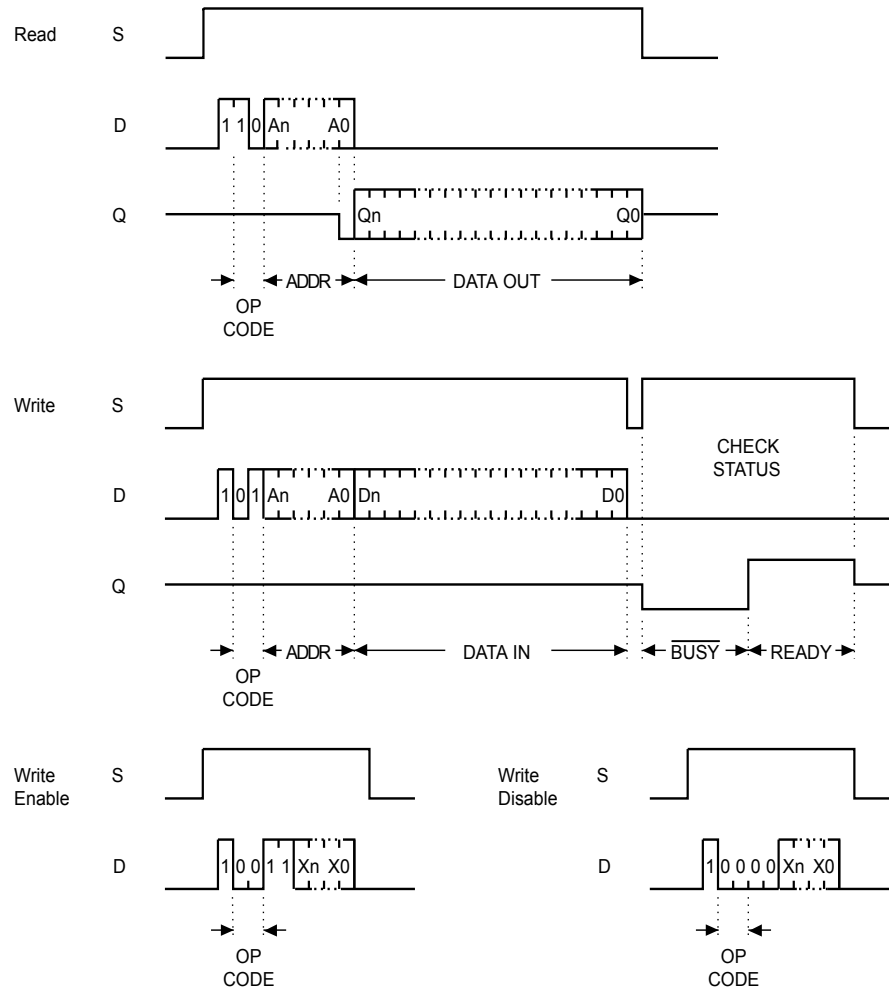 Read S
D 1 1 0 An A0
Q Qn Q0
ADDR DATA OUT
OP
CODE
Write S
CHECK
STATUS
D 1 0 1 An A0 Dn D0
Q
ADDR DATA IN BUSY READY
OP
CODE
Write
Enable
S
Write
Disable
S
D 1 0 0 1 1 Xn X0
D 1 0 0 0 0 Xn X0
OP
CODE
OP
CODE